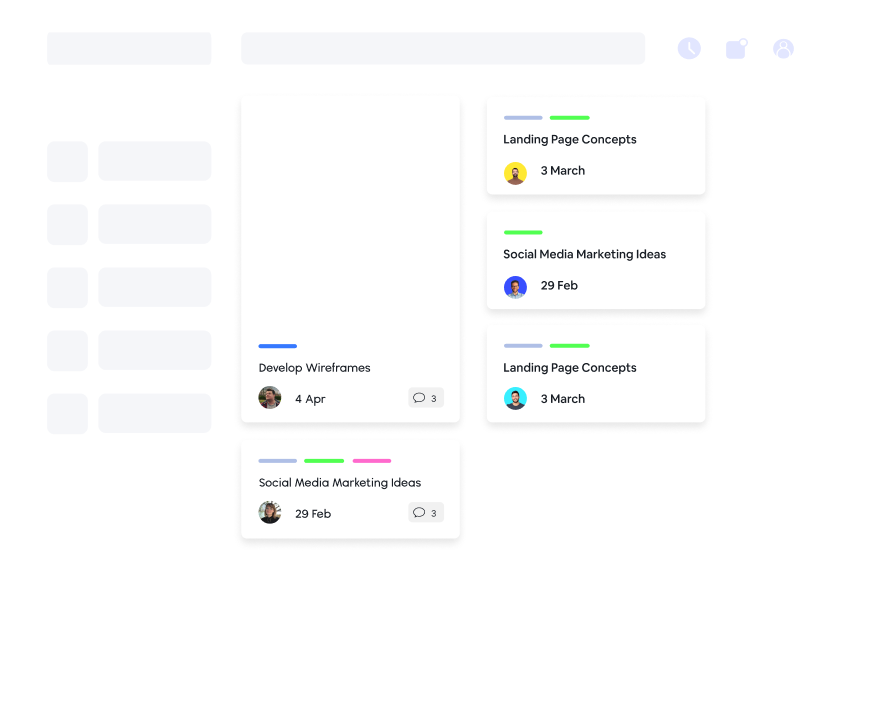 Develop Wireframes
4 Apr
3
Social Media Marketing Ideas
29 Feb
3
Landing Page Concepts
3 March
Social Media Marketing Ideas
29 Feb
Landing Page Concepts
3 March